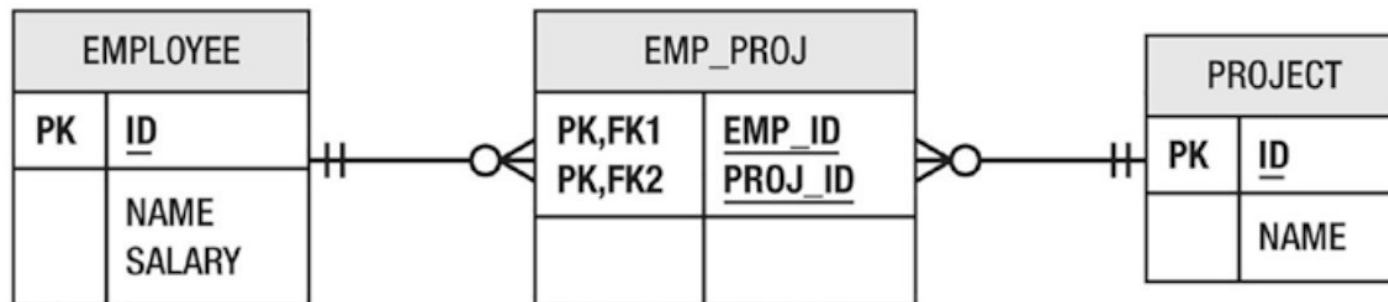 EMPLOYEE
PK ID
NAME
SALARY
EMP_PROJ
PK,FK1 EMP_ID
PK,FK2 PROJ_ID
PROJECT
PK ID
NAME